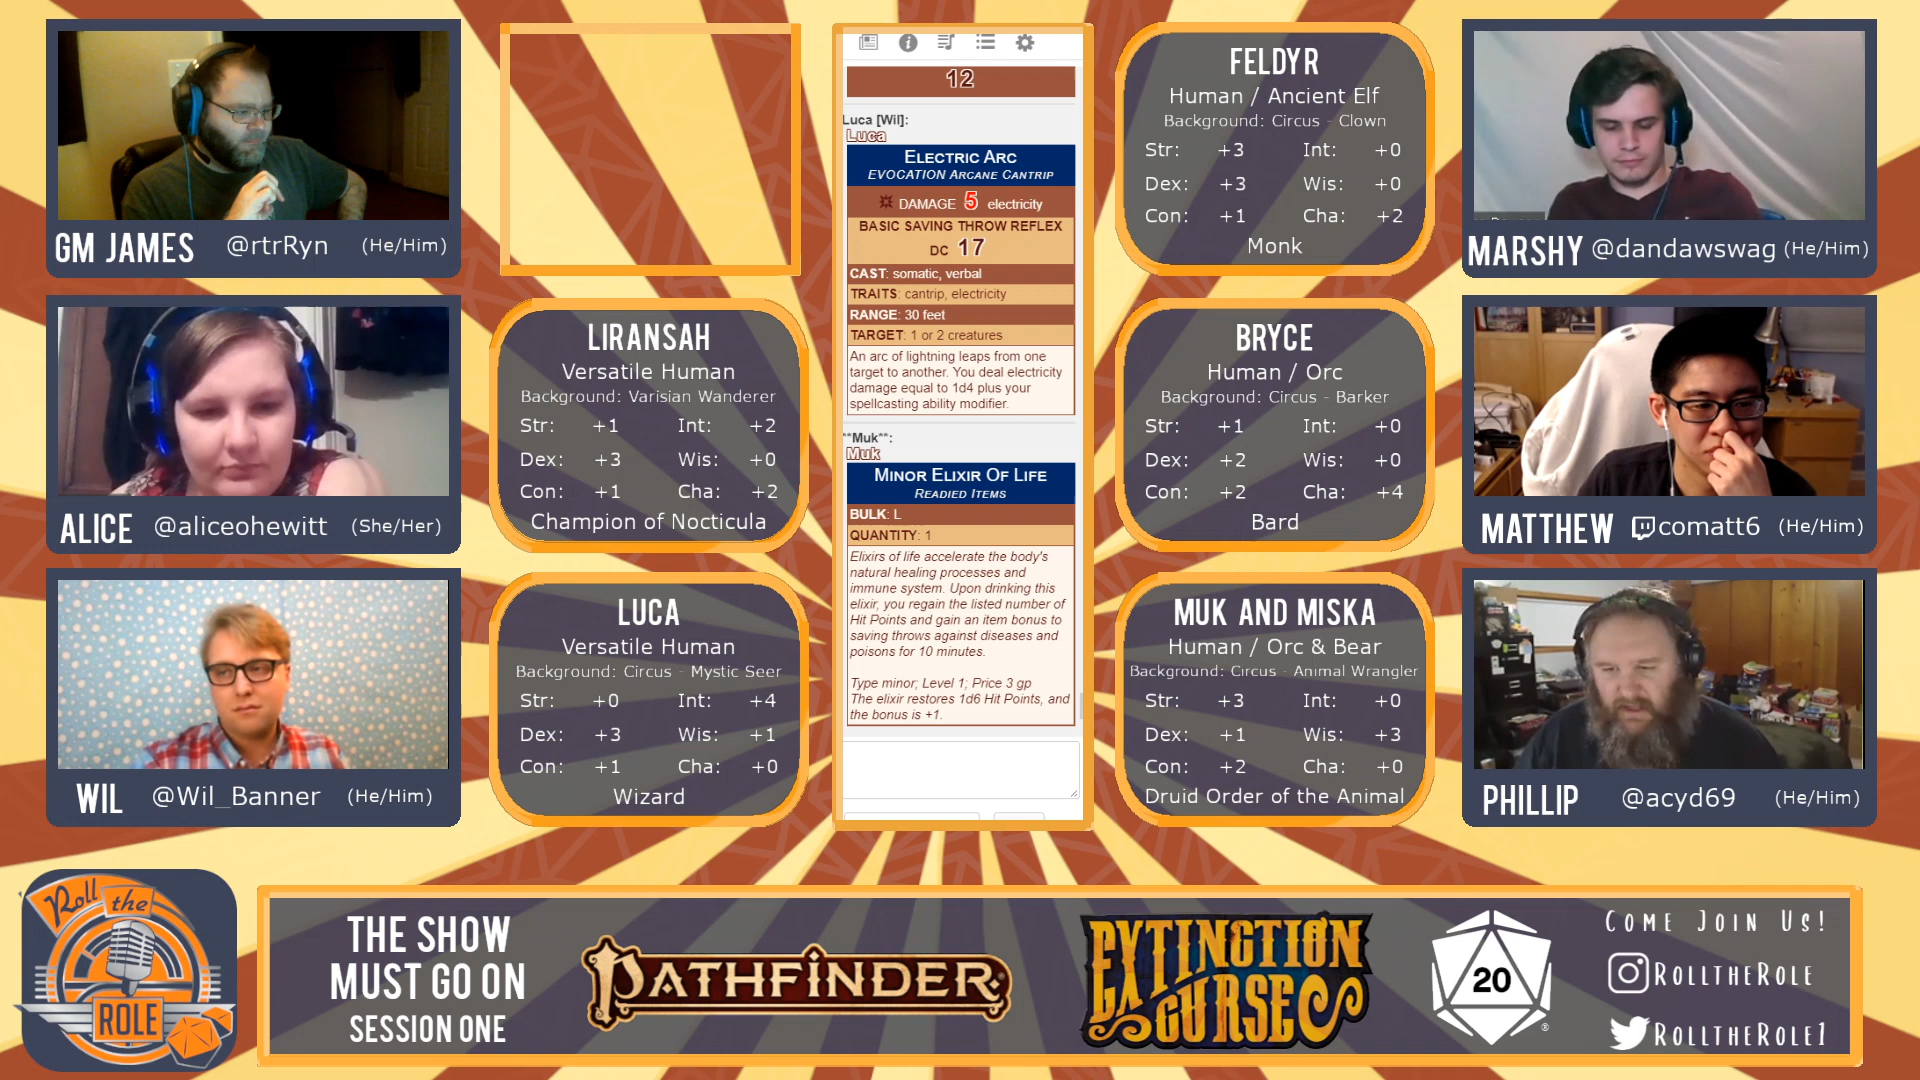 GM JAMES @rtrRyn (He/Him)
ALICE @aliceohewitt (She/Her)
WIL @Wil_Banner (He/Him)
LIRANSAH
Versatile Human
Background: Varisian Wanderer
Str: +1 Int: +2
Dex: +3 Wis: +0
Con: +1 Cha: +2
Champion of Nocticula
LUCA
Versatile Human
Background: Circus - Mystic Seer
Str: +0 Int: +4
Dex: +3 Wis: +1
Con: +1 Cha: +0
Wizard
12
Luca [Wil]:
Luca
ELECTRIC ARC
EVOCATION ARCANE CANTRIP
DAMAGE 5 electricity
BASIC SAVING THROW REFLEX
DC 17
CAST: somatic, verbal
TRAITS: cantrip, electricity
RANGE: 30 feet
TARGET: 1 or 2 creatures
An arc of lightning leaps from one
target to another. You deal electricity
damage equal to 1d4 plus your
spellcasting ability modifier.
**Muk**:
Muk
MINOR ELIXIR OF LIFE
READIED ITEMS
BULK: L
QUANTITY: 1
Elixirs of life accelerate the body's
natural healing processes and
immune system. Upon drinking this
elixir, you regain the listed number of
Hit Points and gain an item bonus to
saving throws against diseases and
poisons for 10 minutes.
Type minor; Level 1; Price 3 gp
The elixir restores 1d6 Hit Points, and
the bonus is +1.
FELDYR
Human / Ancient Elf
Background: Circus - Clown
Str: +3 Int: +0
Dex: +3 Wis: +0
Con: +1 Cha: +2
Monk
BRYCE
Human / Orc
Background: Circus - Barker
Str: +1 Int: +0
Dex: +2 Wis: +0
Con: +2 Cha: +4
Bard
MUK AND MISKA
Human / Orc & Bear
Background: Circus - Animal Wrangler
Str: +3 Int: +0
Dex: +1 Wis: +3
Con: +2 Cha: +0
Druid Order of the Animal
MARSHY @dandawswag (He/Him)
MATTHEW comatt6 (He/Him)
PHILLIP @acyd69 (He/Him)
Roll the
ROLE
THE SHOW
MUST GO ON
SESSION ONE
PATHFINDER
EXTINCTION
CURSE
20
COME JOIN US!
ROLLTHEROLE
ROLLTHEROLE1